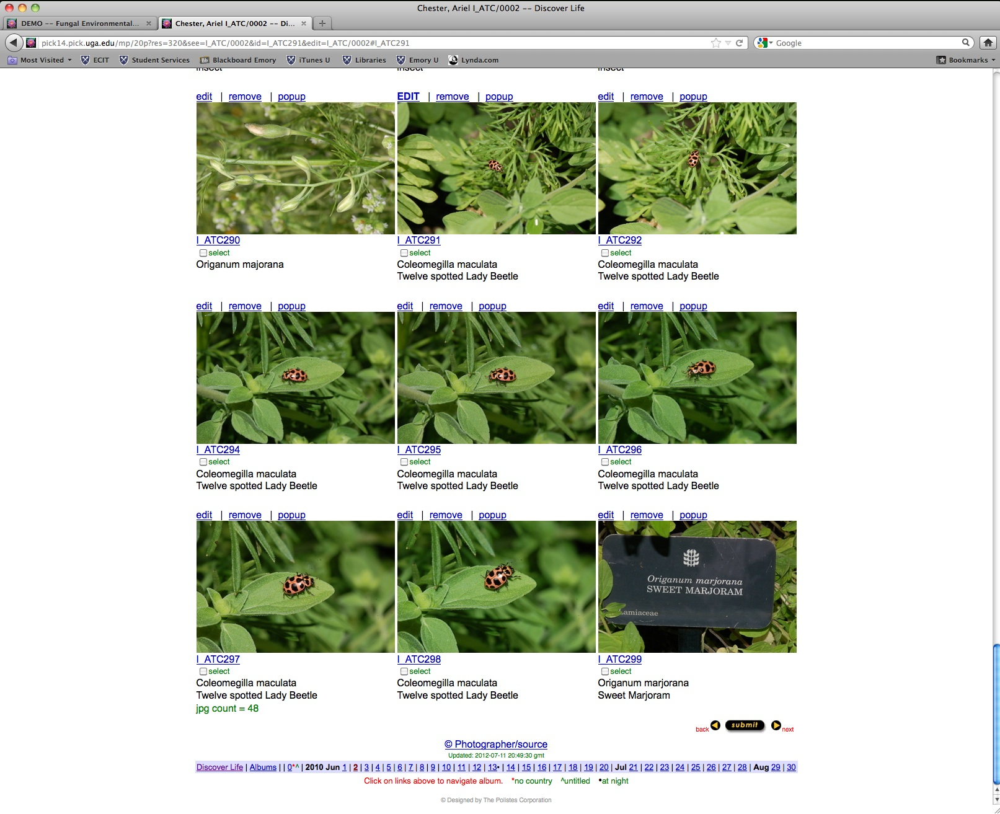 Chester, Ariel I_ATC/0002 -- Discover Life
DEMO -- Fungal Environmental...
Chester, Ariel I_ATC/0002 -- Di...
pick14.pick.uga.edu/mp/20p?res=320&see=I_ATC/0002&id=I_ATC291&edit=I_ATC/0002#I_ATC291
Google
Most Visited ECIT Student Services Bb Blackboard Emory iTunes U Libraries Emory U Lynda.com Bookmarks
insect insect insect
edit | remove | popup EDIT | remove | popup edit | remove | popup
I_ATC290 I_ATC291 I_ATC292
select select select
Origanum majorana Coleomegilla maculata Coleomegilla maculata
Twelve spotted Lady Beetle Twelve spotted Lady Beetle
edit | remove | popup edit | remove | popup edit | remove | popup
I_ATC294 I_ATC295 I_ATC296
select select select
Coleomegilla maculata Coleomegilla maculata Coleomegilla maculata
Twelve spotted Lady Beetle Twelve spotted Lady Beetle Twelve spotted Lady Beetle
edit | remove | popup edit | remove | popup edit | remove | popup
Origanum marjorana
SWEET MARJORAM
Lamiaceae
I_ATC297 I_ATC298 I_ATC299
select select select
Coleomegilla maculata Coleomegilla maculata Origanum marjorana
Twelve spotted Lady Beetle Twelve spotted Lady Beetle Sweet Marjoram
jpg count = 48
back submit next
© Photographer/source
Updated: 2012-07-11 20:49:30 gmt
Discover Life | Albums | | 0*^ | 2010 Jun 1 | 2 | 3 | 4 | 5 | 6 | 7 | 8 | 9 | 10 | 11 | 12 | 13• | 14 | 15 | 16 | 17 | 18 | 19 | 20 | Jul 21 | 22 | 23 | 24 | 25 | 26 | 27 | 28 | Aug 29 | 30
Click on links above to navigate album. *no country ^untitled •at night
© Designed by The Polistes Corporation